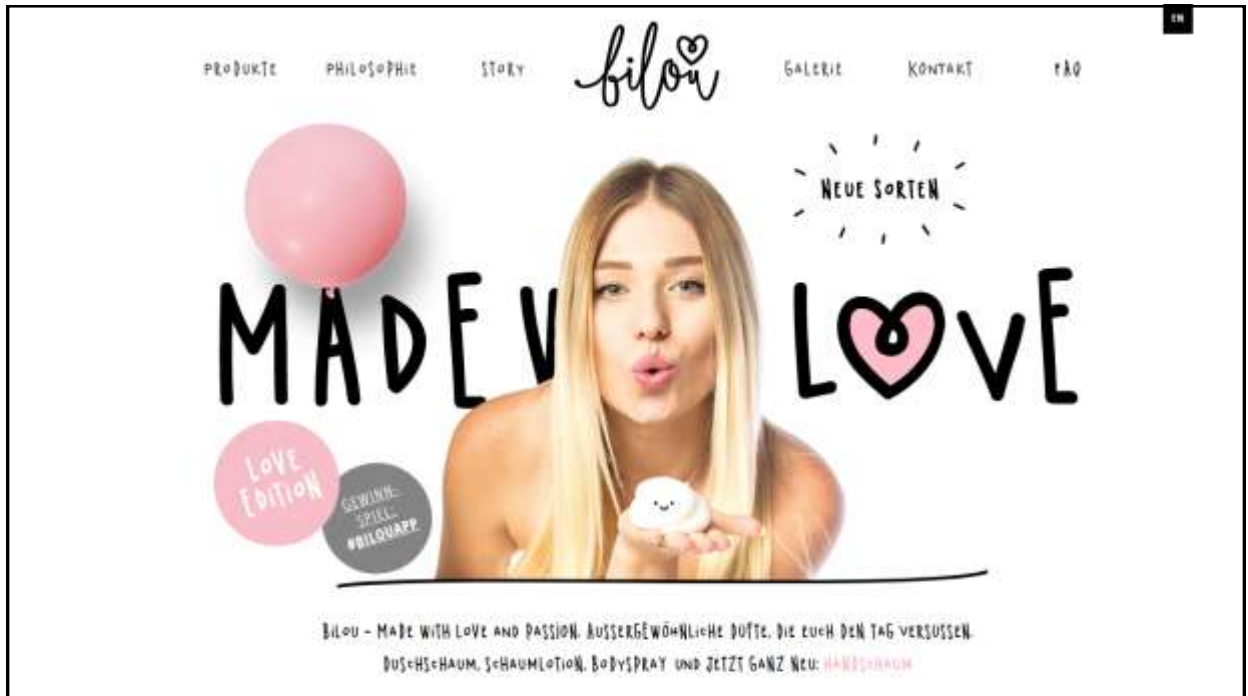 EN
PRODUKTE PHILOSOPHIE STORY bilou GALERIE KONTAKT FAQ
NEUE SORTEN
MADE W LOVE
LOVE
EDITION
GEWINN-
SPIEL:
#BILOUAPP
BILOU – MADE WITH LOVE AND PASSION. AUSSERGEWÖHNLICHE DÜFTE, DIE EUCH DEN TAG VERSÜSSEN.
DUSCHSCHAUM, SCHAUMLOTION, BODYSPRAY UND JETZT GANZ NEU: HANDSCHAUM